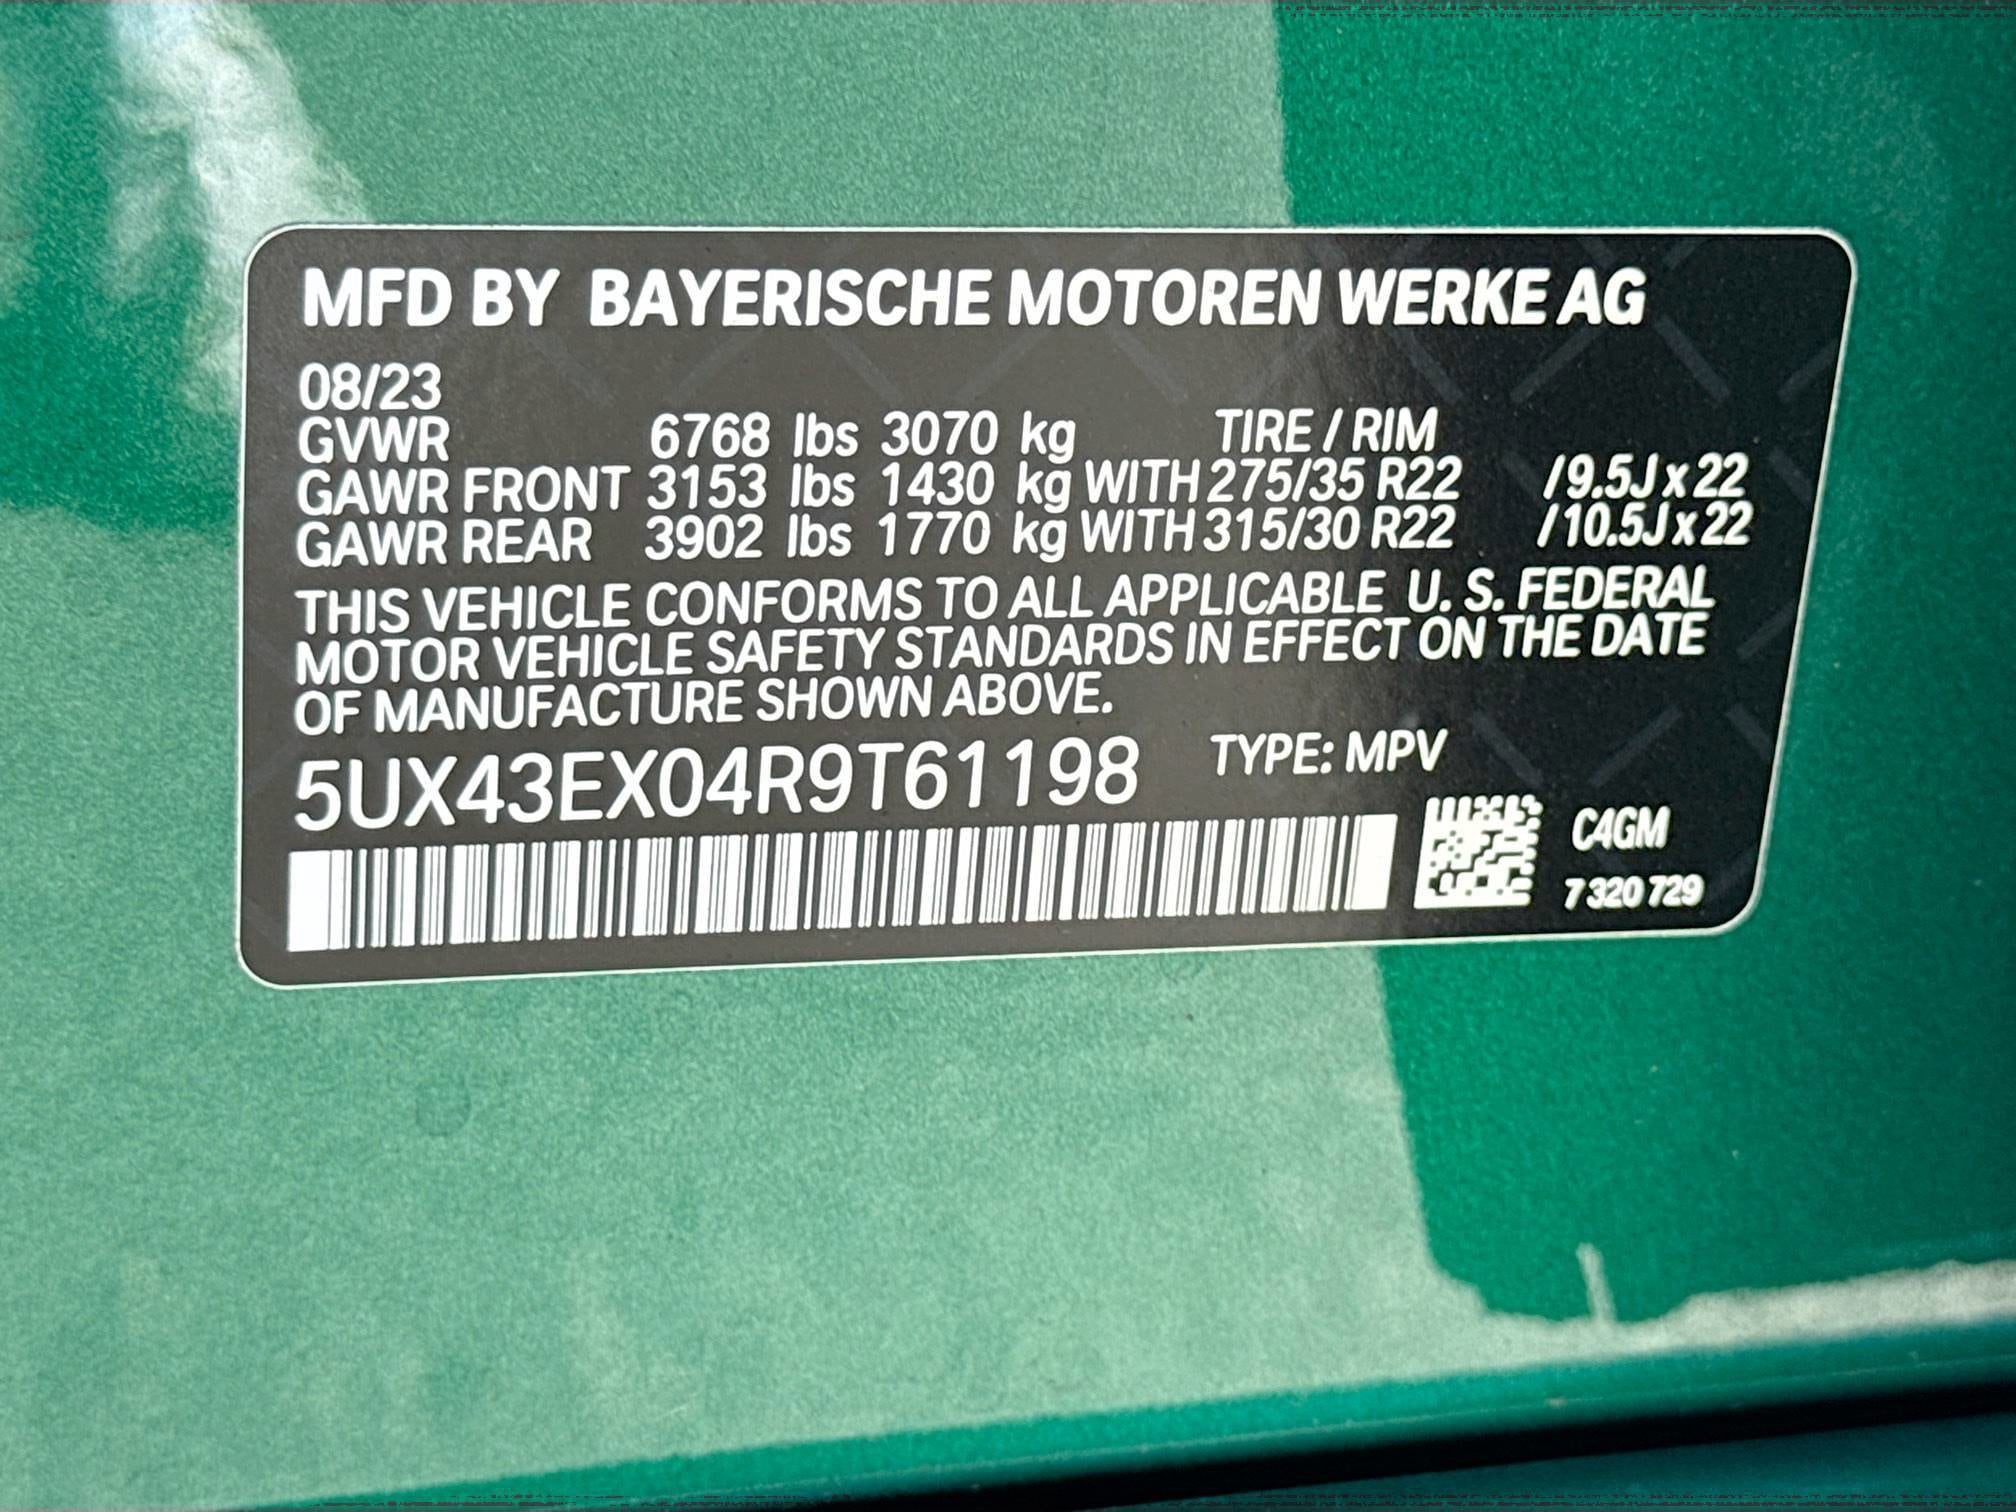 MFD BY BAYERISCHE MOTOREN WERKE AG
08/23
GVWR 6768 lbs 3070 kg TIRE / RIM
GAWR FRONT 3153 lbs 1430 kg WITH 275/35 R22 /9.5J x 22
GAWR REAR 3902 lbs 1770 kg WITH 315/30 R22 /10.5J x 22
THIS VEHICLE CONFORMS TO ALL APPLICABLE U. S. FEDERAL
MOTOR VEHICLE SAFETY STANDARDS IN EFFECT ON THE DATE
OF MANUFACTURE SHOWN ABOVE.
5UX43EX04R9T61198 TYPE: MPV
C4GM
7 320 729